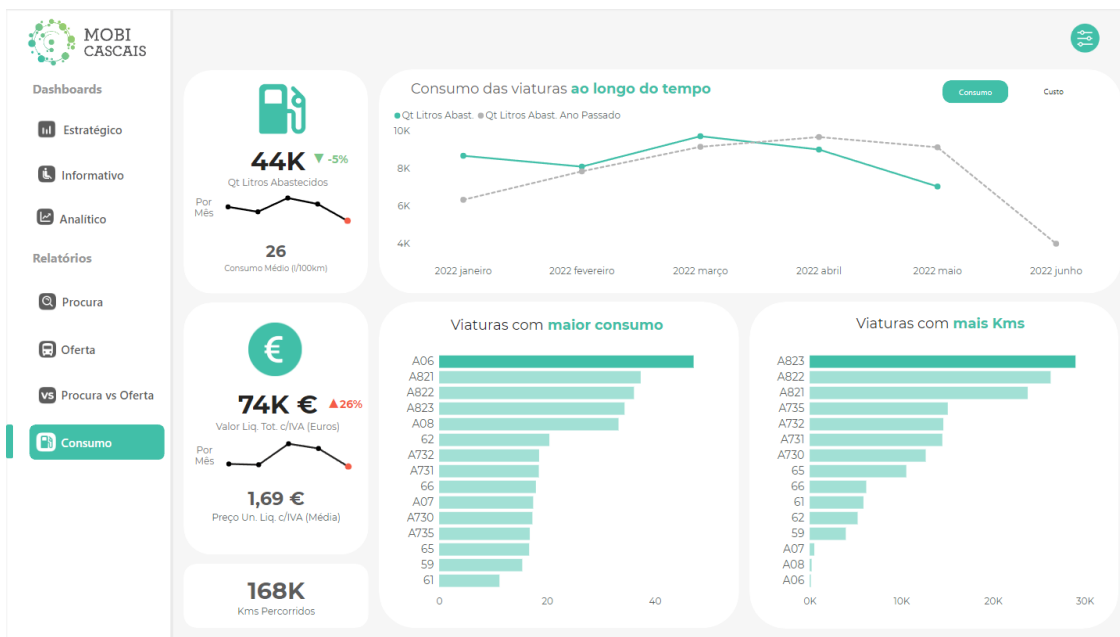 MOBI
CASCAIS
Dashboards
Estratégico
Informativo
Analítico
Relatórios
Procura
Oferta
VS Procura vs Oferta
Consumo
44K ▼ -5%
Qt Litros Abastecidos
Por
Mês
26
Consumo Médio (l/100km)
€
74K € ▲26%
Valor Liq. Tot. c/IVA (Euros)
Por
Mês
1,69 €
Preço Un. Liq. c/IVA (Média)
168K
Kms Percorridos
Consumo das viaturas ao longo do tempo
Consumo Custo
Qt Litros Abast. Qt Litros Abast. Ano Passado
10K
8K
6K
4K
2022 janeiro 2022 fevereiro 2022 março 2022 abril 2022 maio 2022 junho
Viaturas com maior consumo
A06
A821
A822
A823
A08
62
A732
A731
66
A07
A730
A735
65
59
61
0 20 40
Viaturas com mais Kms
A823
A822
A821
A735
A732
A731
A730
65
66
61
62
59
A07
A08
A06
0K 10K 20K 30K